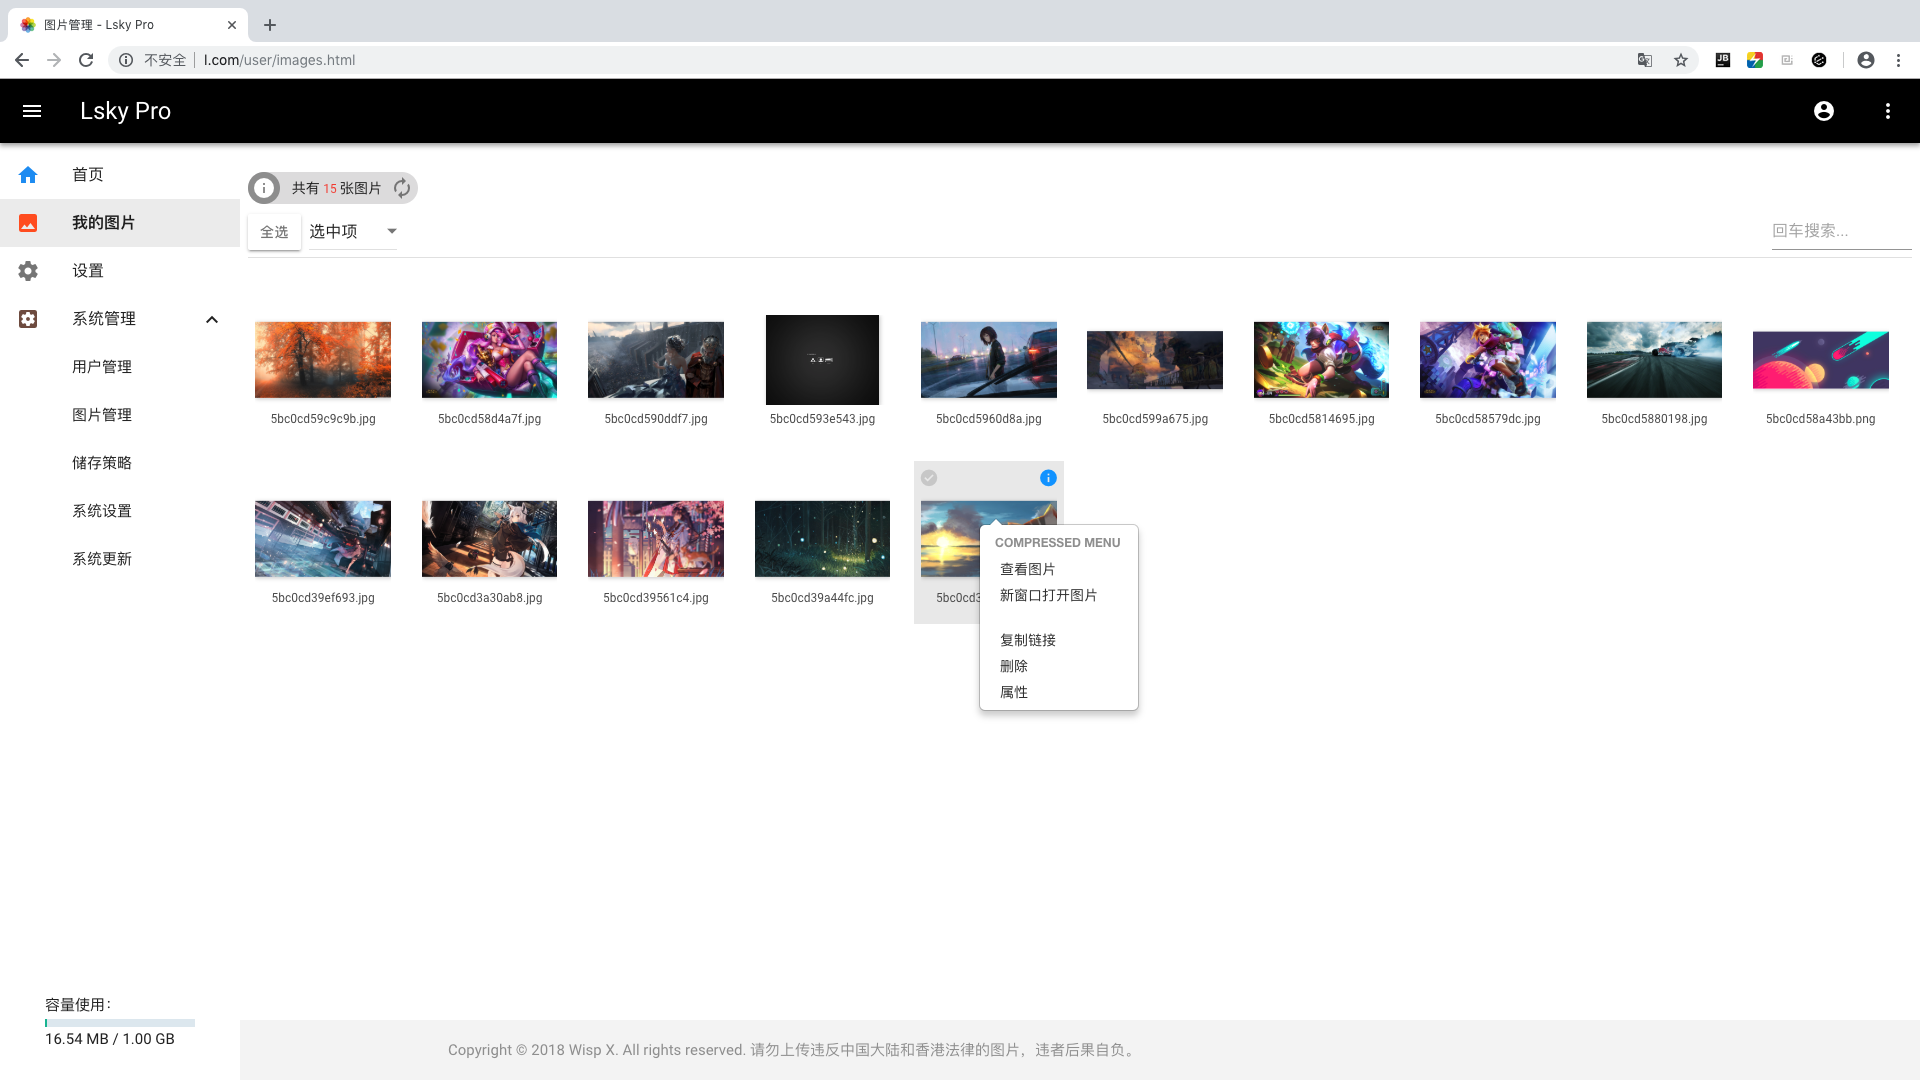 图片管理 - Lsky Pro
不安全 l.com/user/images.html
Lsky Pro
首页
我的图片
设置
系统管理
用户管理
图片管理
储存策略
系统设置
系统更新
容量使用：
16.54 MB / 1.00 GB
共有 15 张图片
全选 选中项 回车搜索...
5bc0cd59c9c9b.jpg 5bc0cd58d4a7f.jpg 5bc0cd590ddf7.jpg 5bc0cd593e543.jpg 5bc0cd5960d8a.jpg 5bc0cd599a675.jpg 5bc0cd5814695.jpg 5bc0cd58579dc.jpg 5bc0cd5880198.jpg 5bc0cd58a43bb.png
5bc0cd39ef693.jpg 5bc0cd3a30ab8.jpg 5bc0cd39561c4.jpg 5bc0cd39a44fc.jpg
COMPRESSED MENU
查看图片
新窗口打开图片
复制链接
删除
属性
Copyright © 2018 Wisp X. All rights reserved. 请勿上传违反中国大陆和香港法律的图片，违者后果自负。